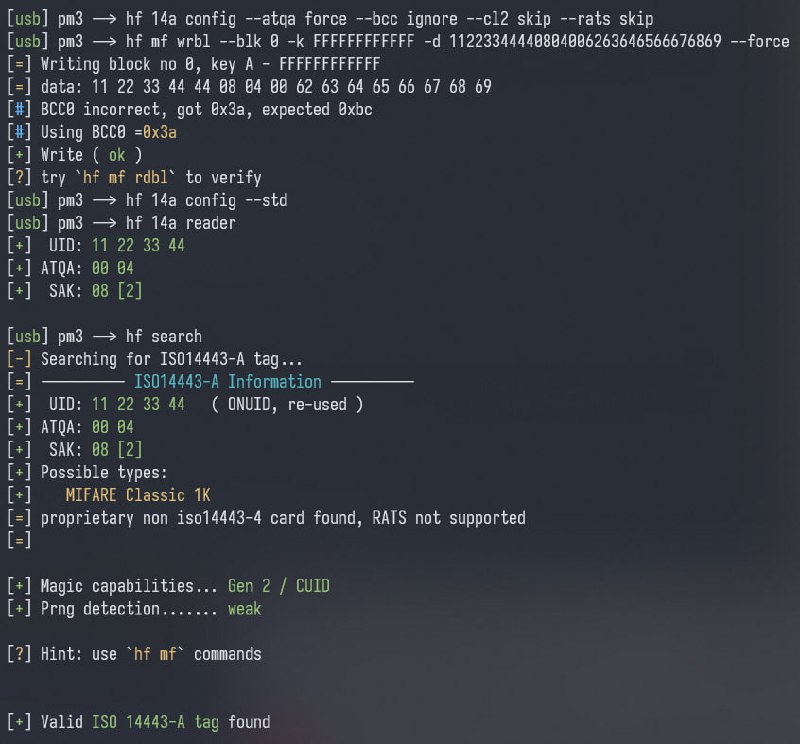 [usb] pm3 --> hf 14a config --atqa force --bcc ignore --cl2 skip --rats skip
[usb] pm3 --> hf mf wrbl --blk 0 -k FFFFFFFFFFFF -d 11223344440804006263646566676869 --force
[=] Writing block no 0, key A - FFFFFFFFFFFF
[=] data: 11 22 33 44 44 08 04 00 62 63 64 65 66 67 68 69
[#] BCC0 incorrect, got 0x3a, expected 0xbc
[#] Using BCC0 =0x3a
[+] Write ( ok )
[?] try `hf mf rdbl` to verify
[usb] pm3 --> hf 14a config --std
[usb] pm3 --> hf 14a reader
[+]  UID: 11 22 33 44
[+] ATQA: 00 04
[+]  SAK: 08 [2]
[usb] pm3 --> hf search
[-] Searching for ISO14443-A tag...
[=] ---------- ISO14443-A Information ----------
[+]  UID: 11 22 33 44   ( ONUID, re-used )
[+] ATQA: 00 04
[+]  SAK: 08 [2]
[+] Possible types:
[+]    MIFARE Classic 1K
[=] proprietary non iso14443-4 card found, RATS not supported
[=]
[+] Magic capabilities... Gen 2 / CUID
[+] Prng detection....... weak
[?] Hint: use `hf mf` commands
[+] Valid ISO 14443-A tag found